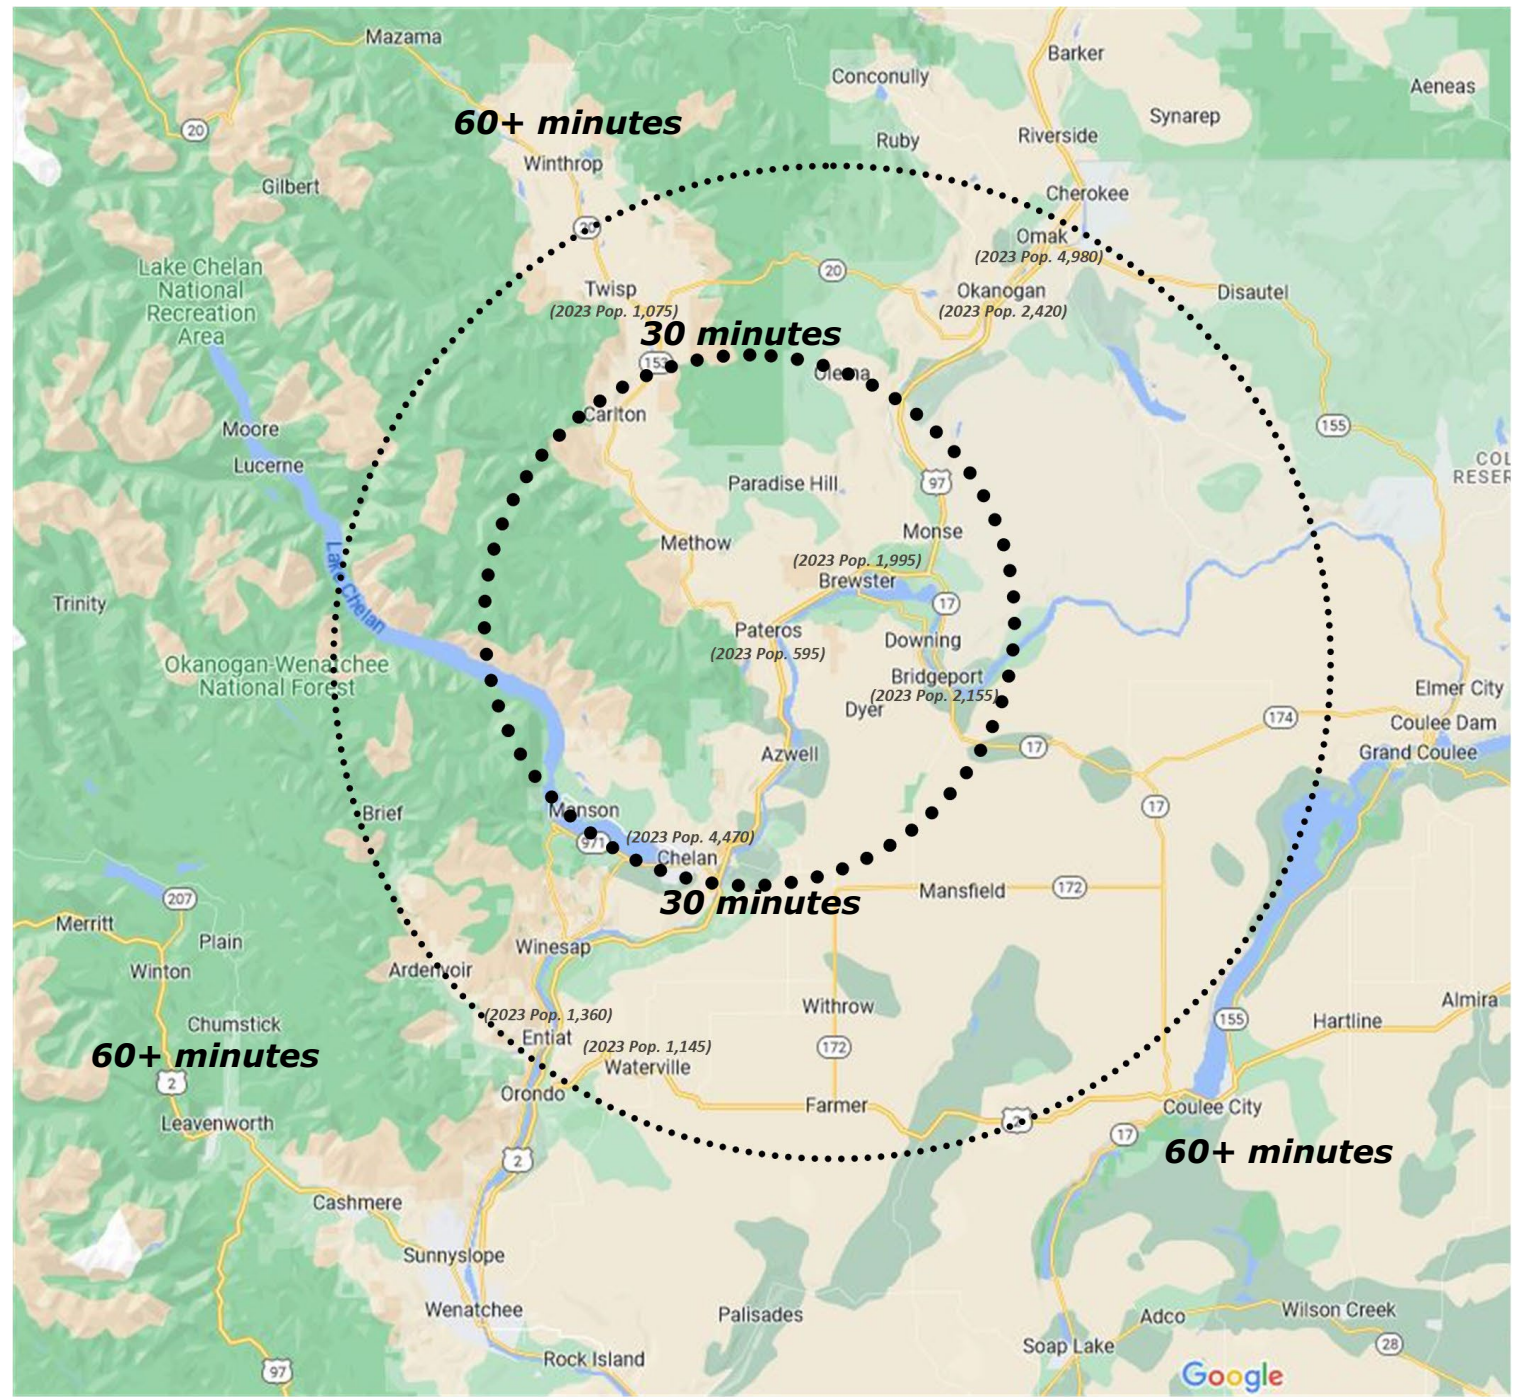 Mazama
Barker
Conconully
Aeneas
Synarep
60+ minutes
20
Ruby
Riverside
Winthrop
Gilbert
Cherokee
20
Omak
(2023 Pop. 4,980)
Lake Chelan
National
Recreation
Area
20
Twisp
(2023 Pop. 1,075)
Okanogan
(2023 Pop. 2,420)
Disautel
30 minutes
153
Carlton
Moore
155
Lucerne
COL
RESER
97
Paradise Hill
Monse
Methow
(2023 Pop. 1,995)
Brewster
Lake Chelan
Trinity
17
Pateros
(2023 Pop. 595)
Downing
Okanogan-Wenatchee
National Forest
Bridgeport
(2023 Pop. 2,155)
Dyer
Elmer City
174
Coulee Dam
Azwell
17
Grand Coulee
Brief
Manson
17
971
(2023 Pop. 4,470)
Chelan
207
30 minutes
Mansfield
172
Merritt
Plain
Winesap
Winton
Ardenvoir
Withrow
Almira
Chumstick
(2023 Pop. 1,360)
Entiat
155
Hartline
60+ minutes
(2023 Pop. 1,145)
Waterville
172
2
Orondo
Farmer
Coulee City
Leavenworth
2
17
60+ minutes
2
Cashmere
Sunnyslope
Wenatchee
Palisades
Adco
Wilson Creek
Soap Lake
28
Rock Island
97
Google